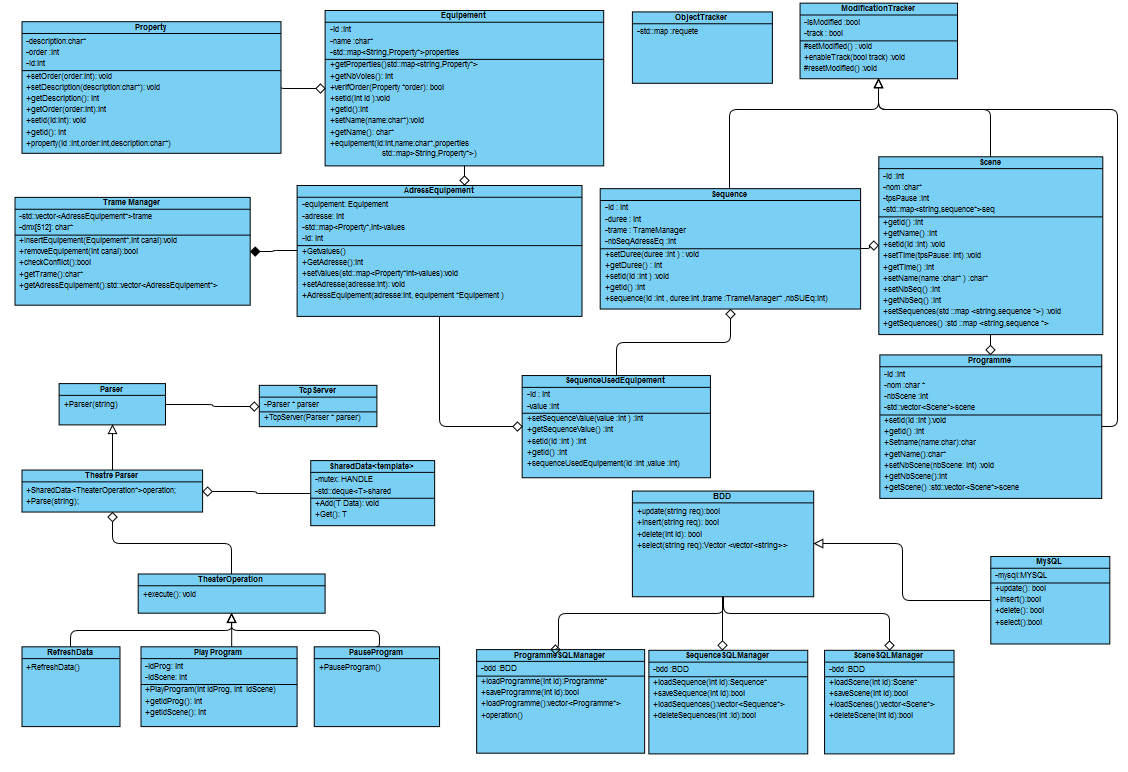 Property
-description:char*
-order :int
-id:int
+setOrder(order:int): void
+setDescription(description:char*): void
+getDescription(): int
+getOrder(order:int):int
+setid(id:int): void
+getid(): int
+property(id :int,order:int,description:char*)
Equipement
-id :int
-name :char*
-std::map<String,Property*>properties
+getProperties()std::map<string,Property*>
+getNbVoies(): int
+verifOrder(Property *order): bool
+setid(int id ):void
+getid():int
+setName(name:char*):void
+getName(): char*
+equipement(id:int,name:char*,properties
std::map>String,Property*>)
ObjectTracker
-std::map :requete
ModificationTracker
-isModified :bool
-track : bool
#setModified() : void
+enableTrack(bool track) :void
#resetModified() :void
Trame Manager
-std::vector<AdressEquipement*>trame
-dmx[512]: char*
+insertEquipement(Equipement*,int canal):void
+removeEquipement(int canal):bool
+checkConflict():bool
+getTrame():char*
+getAdressEquipement():std::vector<AdressEquipement*>
AdressEquipement
-equipement: Equipement
-adresse: int
-std::map<Property*,int>values
-id: int
+Getvalues()
+GetAdresse():int
+setValues(std::map<Property*int>values):void
+setAdresse(adresse:int): void
+AdressEquipement(adresse:int, equipement *Equipement )
Sequence
-id : int
-duree : int
-trame : TrameManager
-nbSeqAdressEq :int
+setDuree(duree :int ) : void
+getDuree() : int
+setid(id :int ) :void
+getid() :int
+sequence(id :int , duree:int ,trame :TrameManager* ,nbSUEq:int)
Scene
-id :int
-nom :char*
-tpsPause :int
-std::map<string,sequence*>seq
+getid() :int
+getName() :int
+setid(id :int) :void
+setTime(tpsPause: int) :void
+getTime() :int
+setName(name :char* ) :char*
+setNbSeq() :int
+getNbSeq() :int
+setSequences(std ::map <string,sequence *>) :void
+getSequences() :std ::map <string,sequence *>
Programme
-id :int
-nom :char *
-nbScene :int
-std::vector<Scene*>scene
+setid(id :int ):void
+getid() :int
+Setname(name:char):char
+getName():char*
+setNbScene(nbScene: int) :void
+getNbScene():int
+getScene() :std::vector<Scene*>scene
Parser
+Parser(string)
TcpServer
-Parser * parser
+TcpServer(Parser * parser)
SequenceUsedEquipement
-id : int
-value :int
+setSequenceValue(value :int ) :int
+getSequenceValue() :int
+setid(id :int ) :int
+getid() :int
+sequenceUsedEquipement(id :int ,value :int)
Theatre Parser
+SharedData<TheaterOperation*>operation;
+Parse(string);
SharedData<template>
-mutex: HANDLE
-std::deque<T>shared
+Add(T Data): void
+Get(): T
BDD
+update(string req):bool
+insert(string req): bool
+delete(int id): bool
+select(string req):Vector <vector<string>>
MySQL
-mysql:MYSQL
+update(): bool
+insert():bool
+delete(): bool
+select():bool
TheaterOperation
+execute(): void
RefreshData
+RefreshData()
Play Program
-idProg: int
-idScene: int
+PlayProgram(int idProg, int idScene)
+getidProg(): int
+getidScene(): int
PauseProgram
+PauseProgram()
ProgrammeSQLManager
-bdd :BDD
+loadProgramme(int id):Programme*
+saveProgramme(int id):bool
+loadProgramme():vector<Programme*>
+operation()
SequenceSQLManager
-bdd :BDD
+loadSequence(int id):Sequence*
+saveSequence(int id):bool
+loadSequences():vector<Sequence*>
+deleteSequences(int :id):bool
SceneSQLManager
-bdd :BDD
+loadScene(int id):Scene*
+saveScene(int id):bool
+loadScenes():vector<Scene*>
+deleteScene(int id):bool